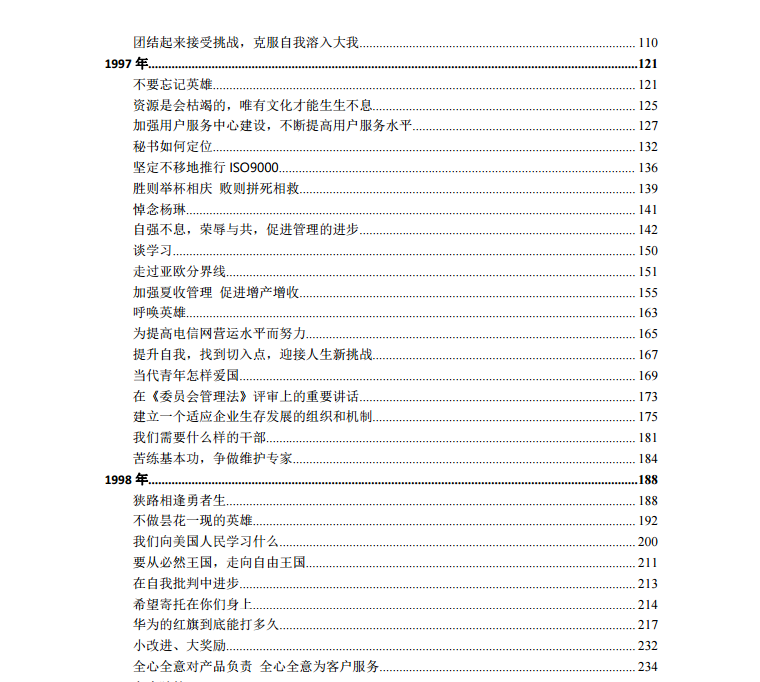 团结起来接受挑战，克服自我溶入大我........................................ 110
1997 年........................................121
不要忘记英雄........................................ 121
资源是会枯竭的，唯有文化才能生生不息........................................ 125
加强用户服务中心建设，不断提高用户服务水平........................................ 127
秘书如何定位........................................ 132
坚定不移地推行 ISO9000........................................ 136
胜则举杯相庆 败则拼死相救........................................ 139
悼念杨琳........................................ 141
自强不息，荣辱与共，促进管理的进步........................................ 142
谈学习........................................ 150
走过亚欧分界线........................................ 151
加强夏收管理 促进增产增收........................................ 155
呼唤英雄........................................ 163
为提高电信网营运水平而努力........................................ 165
提升自我，找到切入点，迎接人生新挑战........................................ 167
当代青年怎样爱国........................................ 169
在《委员会管理法》评审上的重要讲话........................................ 173
建立一个适应企业生存发展的组织和机制........................................ 175
我们需要什么样的干部........................................ 181
苦练基本功，争做维护专家........................................ 184
1998 年........................................188
狭路相逢勇者生........................................ 188
不做昙花一现的英雄........................................ 192
我们向美国人民学习什么........................................ 200
要从必然王国，走向自由王国........................................ 211
在自我批判中进步........................................ 213
希望寄托在你们身上........................................ 214
华为的红旗到底能打多久........................................ 217
小改进、大奖励........................................ 232
全心全意对产品负责 全心全意为客户服务........................................ 234